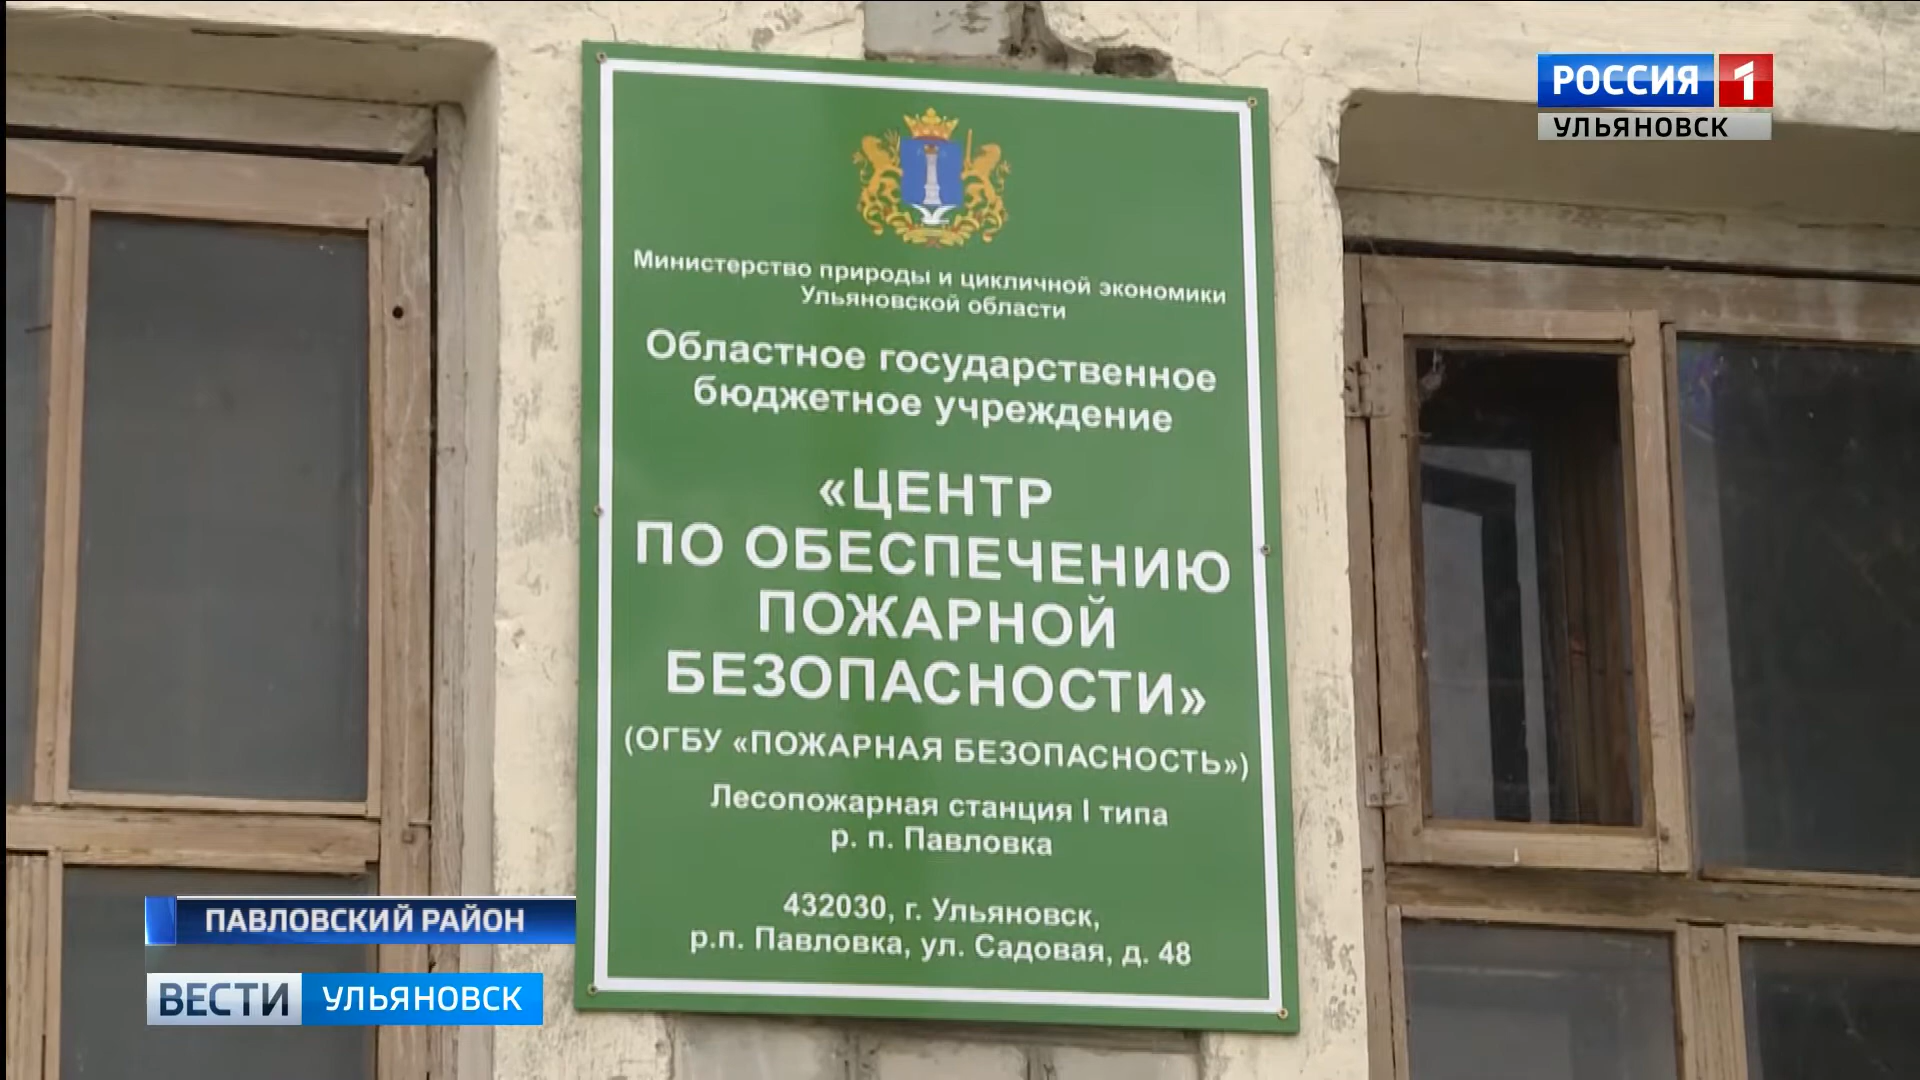 РОССИЯ 1
УЛЬЯНОВСК
Министерство природы и цикличной экономики
Ульяновской области
Областное государственное
бюджетное учреждение
«ЦЕНТР
ПО ОБЕСПЕЧЕНИЮ
ПОЖАРНОЙ
БЕЗОПАСНОСТИ»
(ОГБУ «ПОЖАРНАЯ БЕЗОПАСНОСТЬ»)
Лесопожарная станция I типа
р. п. Павловка
432030, г. Ульяновск,
р.п. Павловка, ул. Садовая, д. 48
ПАВЛОВСКИЙ РАЙОН
ВЕСТИ УЛЬЯНОВСК